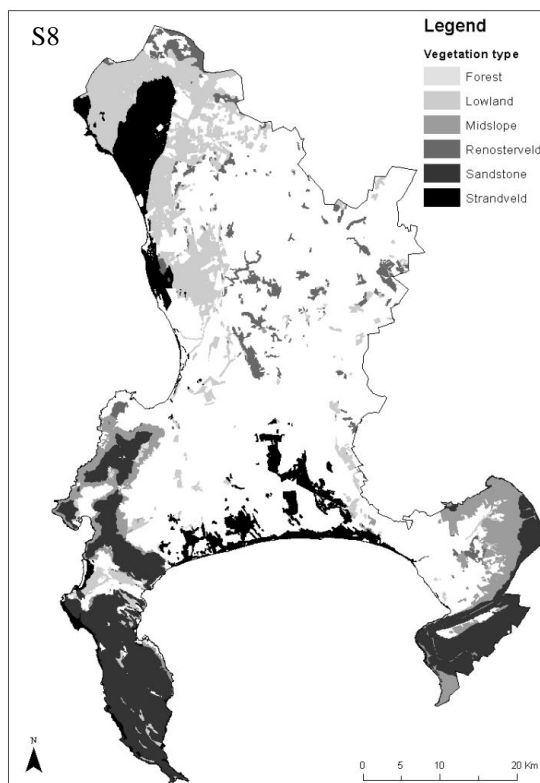 S8
Legend
Vegetation type
Forest
Lowland
Midslope
Renosterveld
Sandstone
Strandveld
N
0 5 10 20 Km